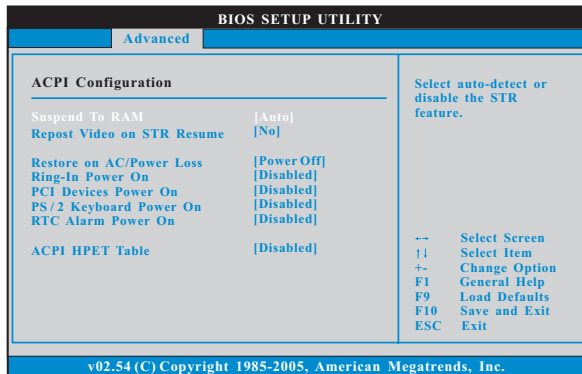 BIOS SETUP UTILITY
Advanced
ACPI Configuration
Suspend To RAM [Auto]
Repost Video on STR Resume [No]
Restore on AC/Power Loss [Power Off]
Ring-In Power On [Disabled]
PCI Devices Power On [Disabled]
PS/2 Keyboard Power On [Disabled]
RTC Alarm Power On [Disabled]
ACPI HPET Table [Disabled]
Select auto-detect or
disable the STR
feature.
←→ Select Screen
↑↓ Select Item
+- Change Option
F1 General Help
F9 Load Defaults
F10 Save and Exit
ESC Exit
v02.54 (C) Copyright 1985-2005, American Megatrends, Inc.